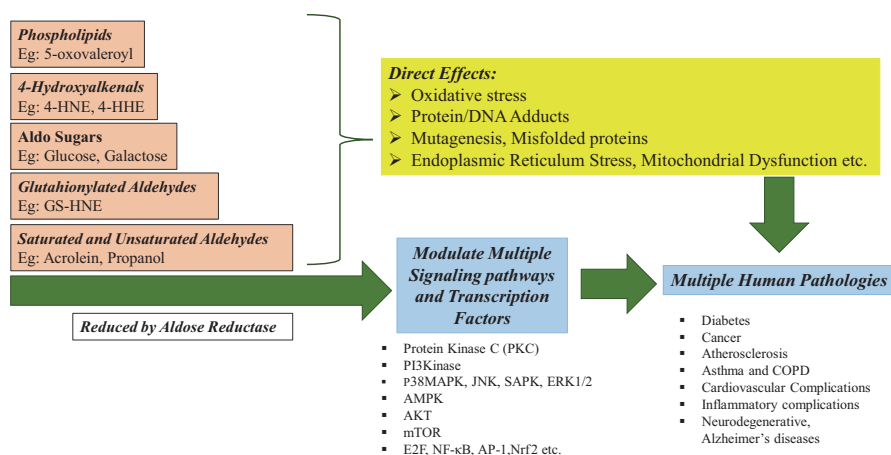 Phospholipids
Eg: 5-oxovaleroyl
4-Hydroxyalkenals
Eg: 4-HNE, 4-HHE
Aldo Sugars
Eg: Glucose, Galactose
Glutahionylated Aldehydes
Eg: GS-HNE
Saturated and Unsaturated Aldehydes
Eg: Acrolein, Propanol
Reduced by Aldose Reductase
Direct Effects:
➢ Oxidative stress
➢ Protein/DNA Adducts
➢ Mutagenesis, Misfolded proteins
➢ Endoplasmic Reticulum Stress, Mitochondrial Dysfunction etc.
Modulate Multiple
Signaling pathways
and Transcription
Factors
▪ Protein Kinase C (PKC)
▪ PI3Kinase
▪ p38MAPK, JNK, SAPK, ERK1/2
▪ AMPK
▪ AKT
▪ mTOR
▪ E2F, NF-κB, AP-1,Nrf2 etc.
Multiple Human Pathologies
▪ Diabetes
▪ Cancer
▪ Atherosclerosis
▪ Asthma and COPD
▪ Cardiovascular Complications
▪ Inflammatory complications
▪ Neurodegenerative,
Alzheimer's diseases